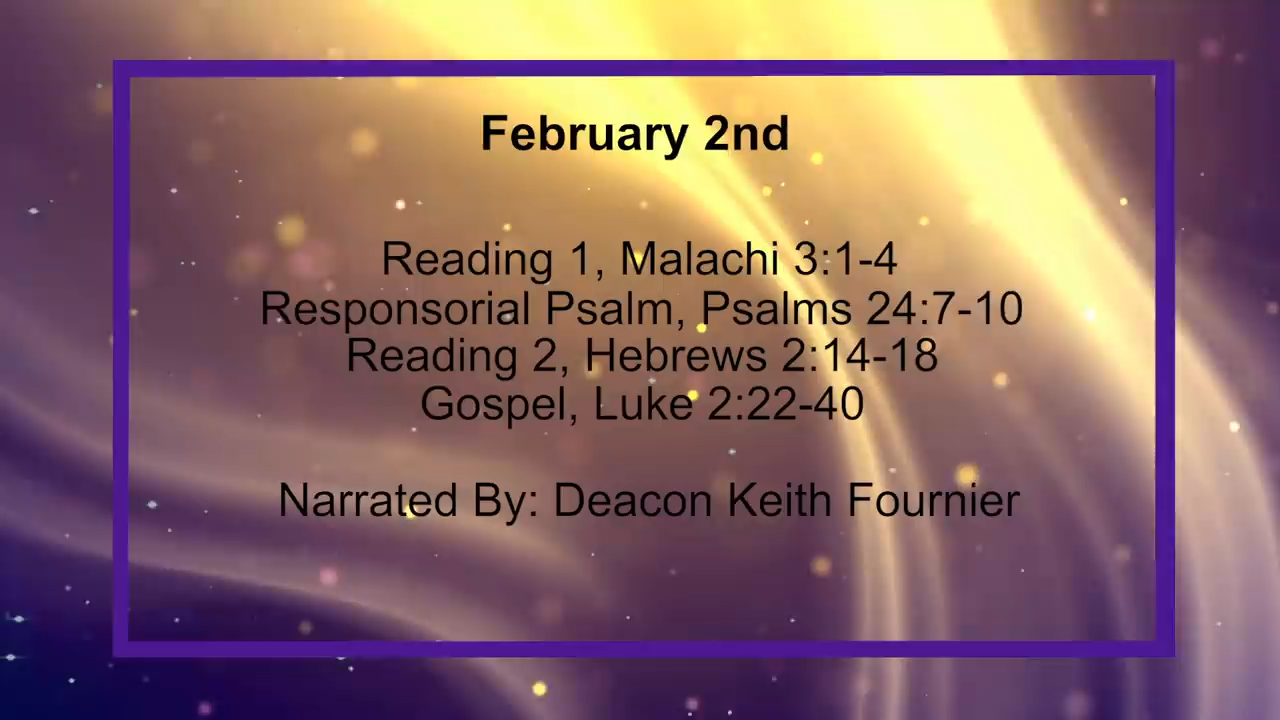 February 2nd
Reading 1, Malachi 3:1-4
Responsorial Psalm, Psalms 24:7-10
Reading 2, Hebrews 2:14-18
Gospel, Luke 2:22-40
Narrated By: Deacon Keith Fournier